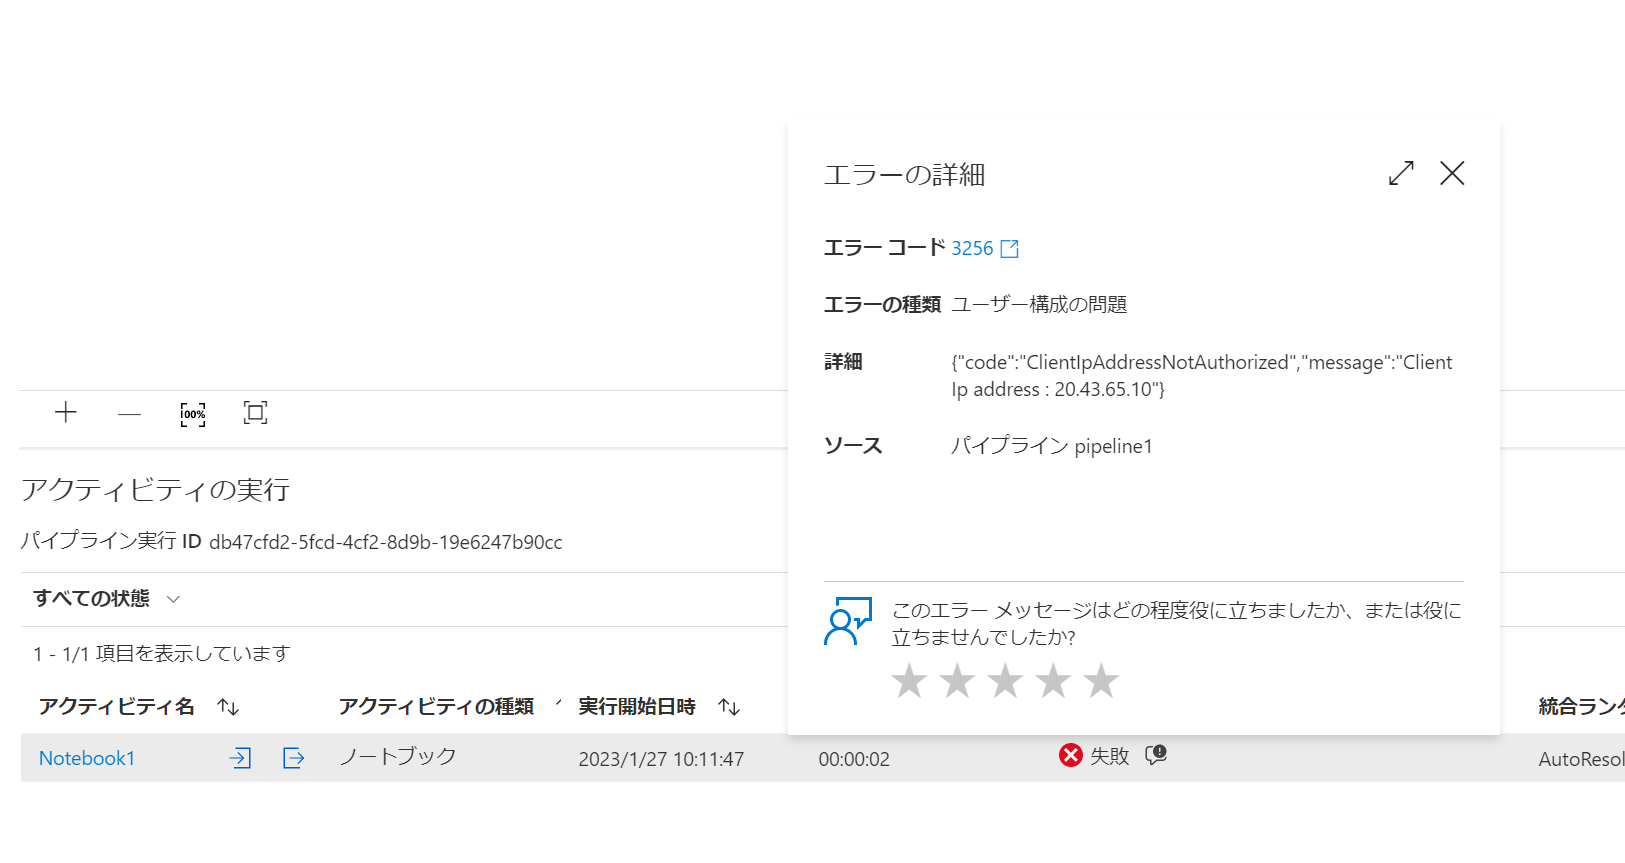 エラーの詳細
エラー コード 3256
エラーの種類 ユーザー構成の問題
詳細 {"code":"ClientIpAddressNotAuthorized","message":"Client
Ip address : 20.43.65.10"}
ソース パイプライン pipeline1
このエラー メッセージはどの程度役に立ちましたか、または役に
立ちませんでしたか?
100%
アクティビティの実行
パイプライン実行 ID db47cfd2-5fcd-4cf2-8d9b-19e6247b90cc
すべての状態
1 - 1/1 項目を表示しています
アクティビティ名 アクティビティの種類 実行開始日時 統合ランタ
Notebook1 ノートブック 2023/1/27 10:11:47 00:00:02 失敗 AutoResol